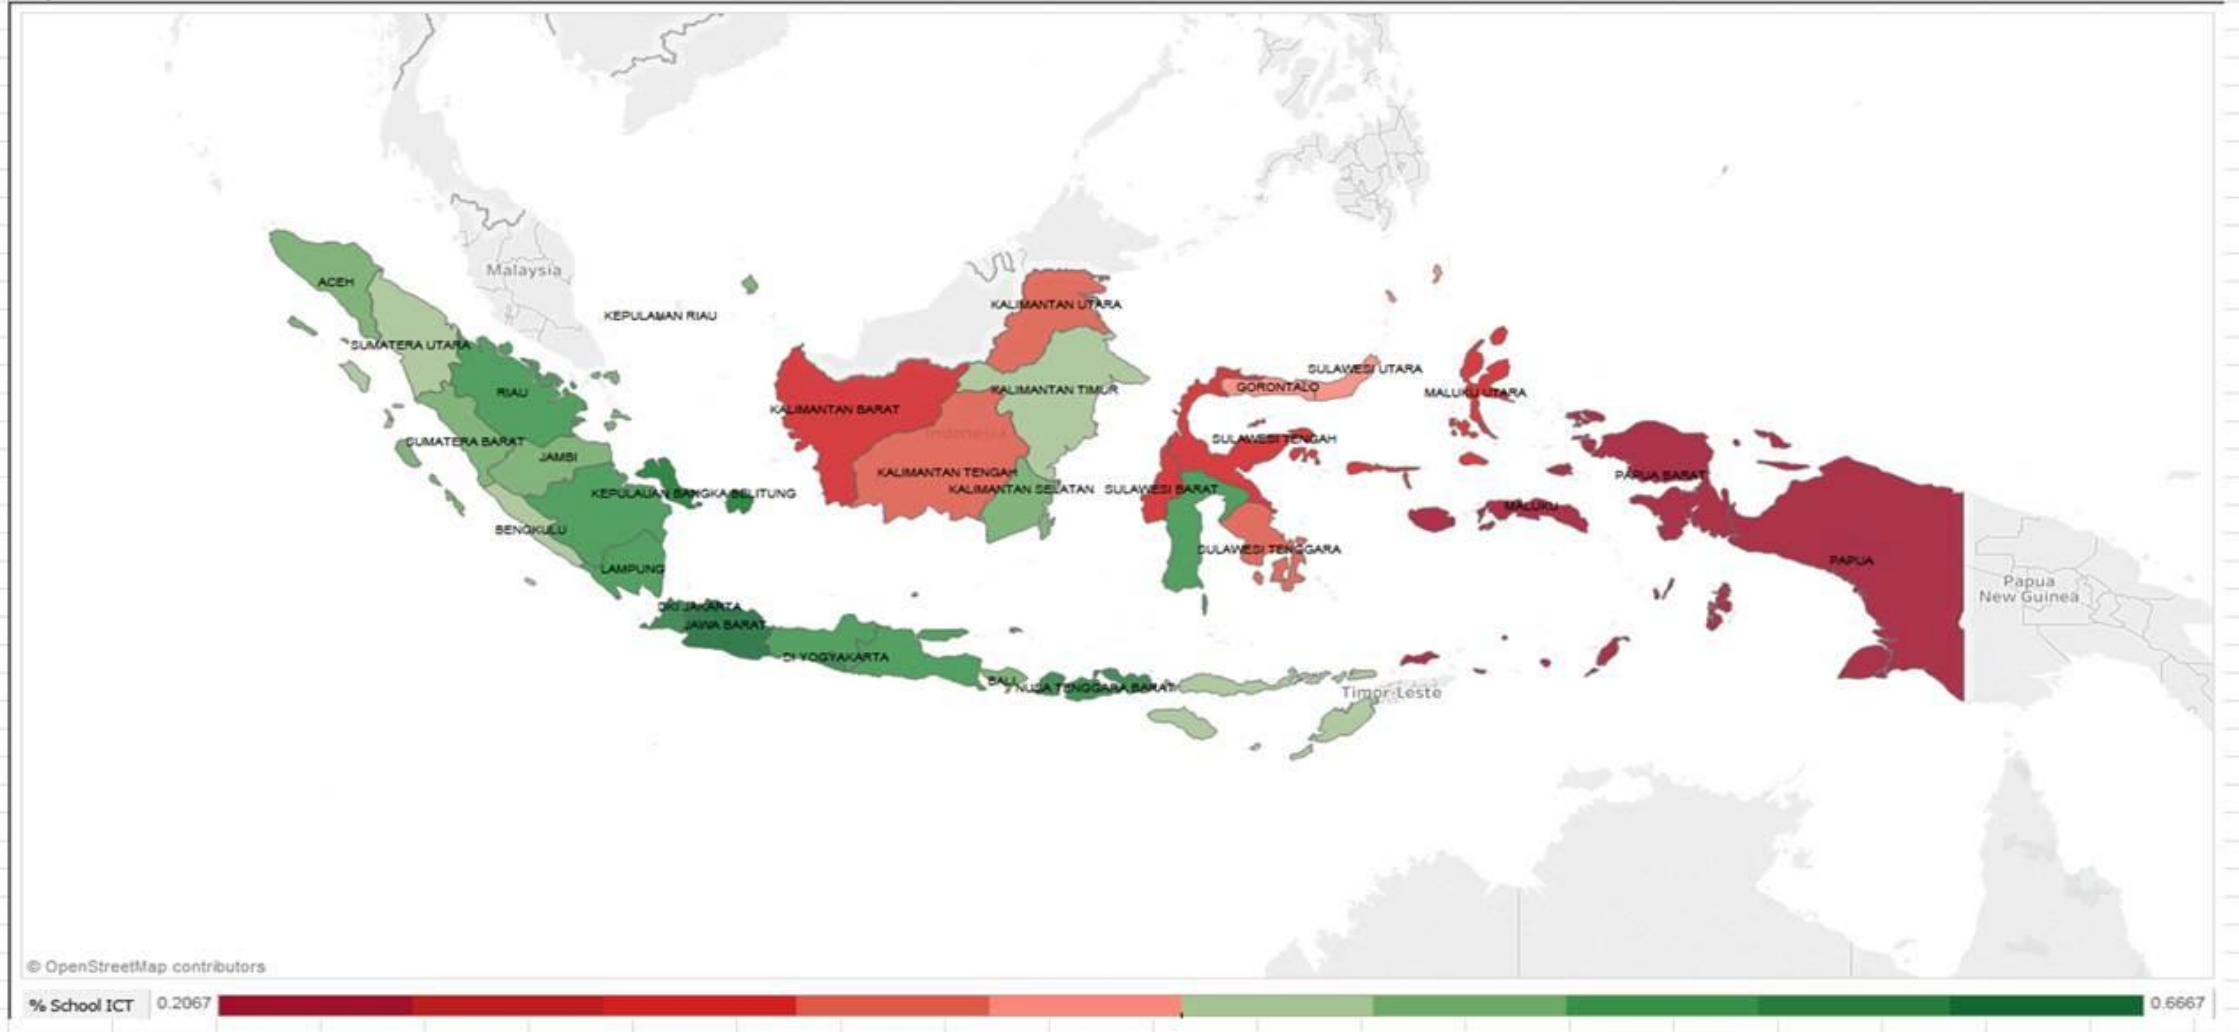 Malaysia
ACEH
KEPULAUAN RIAU
KALIMANTAN UTARA
SUMATERA UTARA
SULAWESI UTARA
GORONTALO
RIAU
KALIMANTAN TIMUR
MALUKU UTARA
KALIMANTAN BARAT
Indonesia
SUMATERA BARAT
SULAWESI TENGAH
JAMBI
KALIMANTAN TENGAH
PAPUA BARAT
KEPULAUAN BANGKA BELITUNG
KALIMANTAN SELATAN
SULAWESI BARAT
MALUKU
BENGKULU
SULAWESI TENGGARA
PAPUA
LAMPUNG
Papua
New Guinea
DKI JAKARTA
JAWA BARAT
DI YOGYAKARTA
BALI
NUSA TENGGARA BARAT
Timor-Leste
© OpenStreetMap contributors
% School ICT
0.2067
0.6667